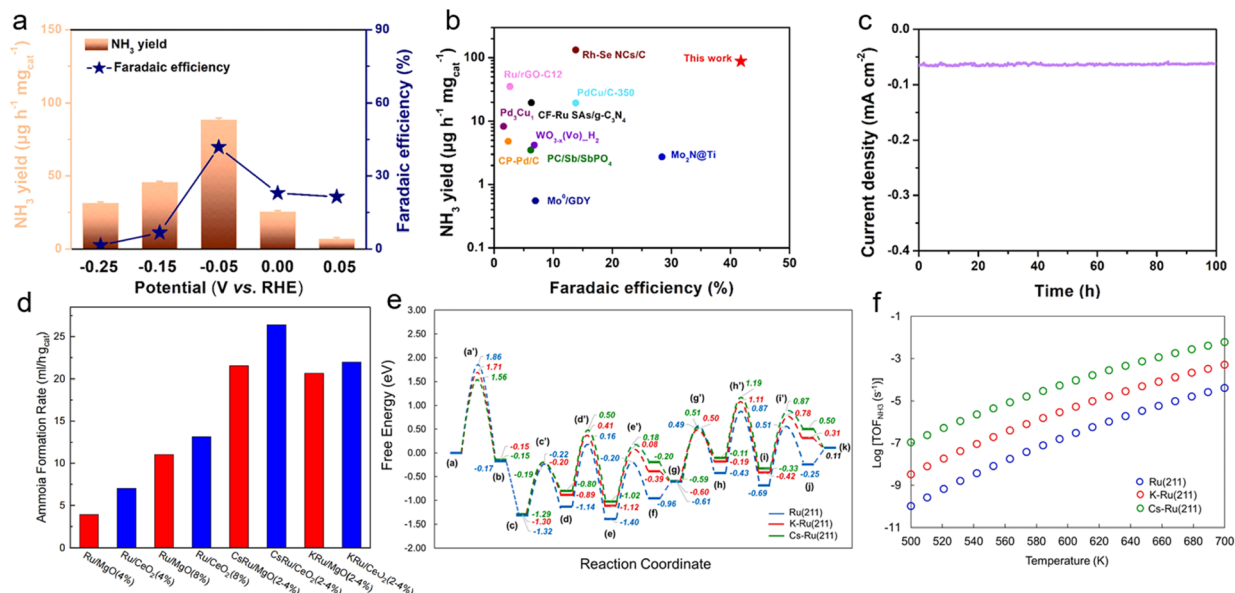 a
NH3 yield (μg h-1 mgcat-1)
150
100
50
0
NH3 yield
Faradaic efficiency
90
60
30
0
Faradaic efficiency (%)
-0.25 -0.15 -0.05 0.00 0.05
Potential (V vs. RHE)
b
NH3 yield (μg h-1 mgcat-1)
100
10
1
0.1
Rh-Se NCs/C
This work
Ru/rGO-C12
PdCu/C-350
Pd3Cu1
CF-Ru SAs/g-C3N4
WO3-x(Vo)_H2
CP-Pd/C
PC/Sb/SbPO4
Mo2N@Ti
Mo0/GDY
0 10 20 30 40 50
Faradaic efficiency (%)
c
Current density (mA cm-2)
0.0
-0.1
-0.2
-0.3
-0.4
0 20 40 60 80 100
Time (h)
d
Ammoia Formation Rate (ml/h·gcat)
25
20
15
10
5
0
Ru/MgO(4%)
Ru/CeO2(4%)
Ru/MgO(8%)
Ru/CeO2(8%)
CsRu/MgO(2-4%)
CsRu/CeO2(2-4%)
KRu/MgO(2-4%)
KRu/CeO2(2-4%)
e
Free Energy (eV)
3.00
2.00
1.50
1.00
0.50
0.00
-0.50
-1.00
-1.50
-2.00
(a)
(a')
1.86
1.71
1.56
-0.17
-0.15
-0.15
(b)
-0.19
(c')
-0.22
-0.20
-1.29
-1.30
-1.32
(c)
-0.80
-0.89
-1.14
(d)
(d')
0.50
0.41
0.16
-0.20
-1.02
-1.12
-1.40
(e)
(e')
0.18
0.08
-0.20
-0.39
-0.96
(f)
(g)
-0.59
-0.60
-0.61
(g')
0.51
0.50
0.49
-0.11
-0.19
-0.43
(h)
(h')
1.19
1.11
0.87
(i)
-0.33
-0.42
-0.69
(i')
0.87
0.78
0.51
0.50
0.31
-0.25
(j)
(k)
0.11
Ru(211)
K-Ru(211)
Cs-Ru(211)
Reaction Coordinate
f
Log [TOFNH3(s-1)]
-1
-3
-5
-7
-9
-11
Ru(211)
K-Ru(211)
Cs-Ru(211)
500 520 540 560 580 600 620 640 660 680 700
Temperature (K)